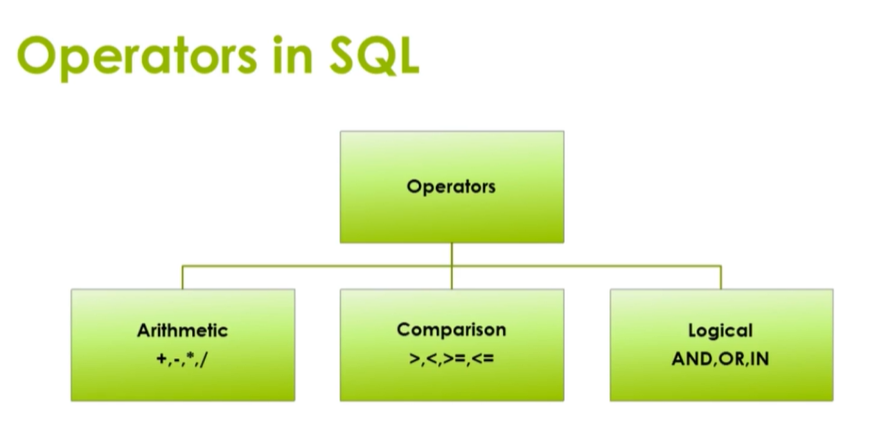 Operators in SQL
Operators
Arithmetic
+,-,*,/
Comparison
>,<,>=,<=
Logical
AND,OR,IN